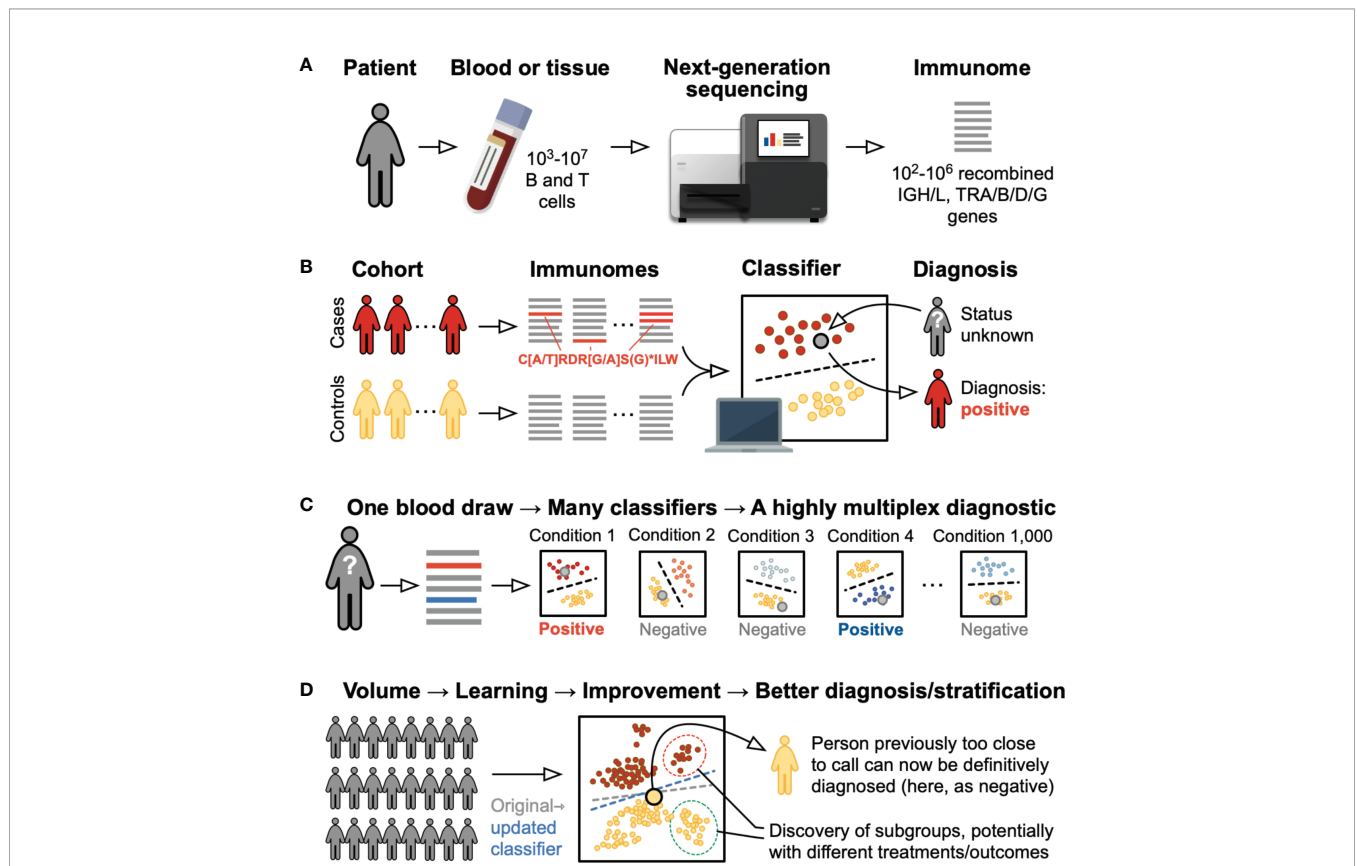 A
Patient
Blood or tissue
Next-generation
sequencing
Immunome
10³-10⁷
B and T
cells
10²-10⁶ recombined
IGH/L, TRA/B/D/G
genes
B
Cohort
Immunomes
Classifier
Diagnosis
Cases
...
...
C[A/T]RDR[G/A]S(G)*ILW
?
Status
unknown
Controls
...
...
Diagnosis:
positive
C
One blood draw → Many classifiers → A highly multiplex diagnostic
?
Condition 1
Condition 2
Condition 3
Condition 4
...
Condition 1,000
Positive
Negative
Negative
Positive
Negative
D
Volume → Learning → Improvement → Better diagnosis/stratification
Original→
updated
classifier
Person previously too close
to call can now be definitively
diagnosed (here, as negative)
Discovery of subgroups, potentially
with different treatments/outcomes